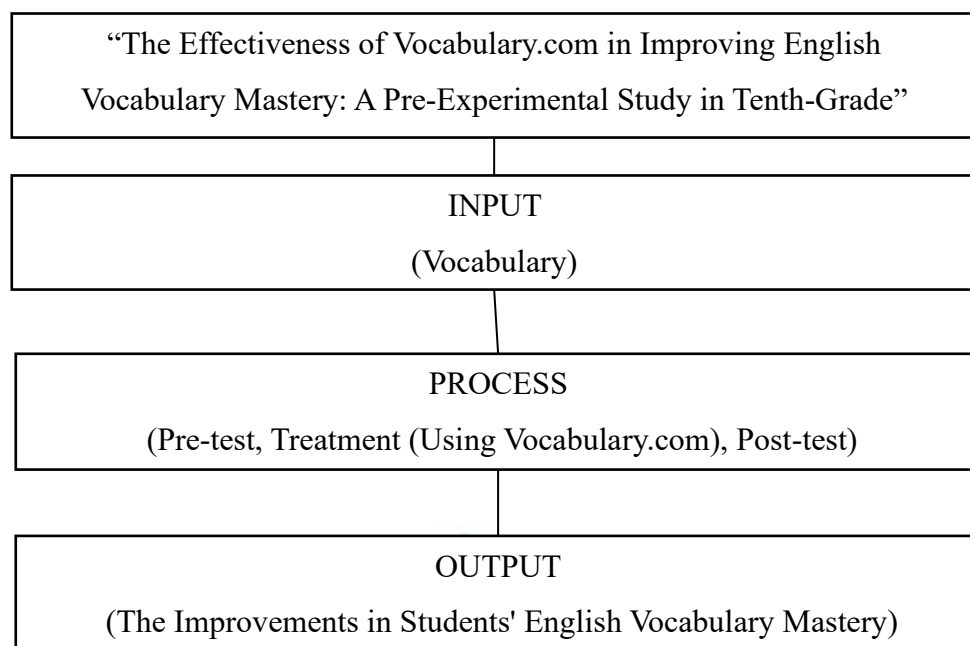 “The Effectiveness of Vocabulary.com in Improving English
Vocabulary Mastery: A Pre-Experimental Study in Tenth-Grade”
INPUT
(Vocabulary)
PROCESS
(Pre-test, Treatment (Using Vocabulary.com), Post-test)
OUTPUT
(The Improvements in Students' English Vocabulary Mastery)